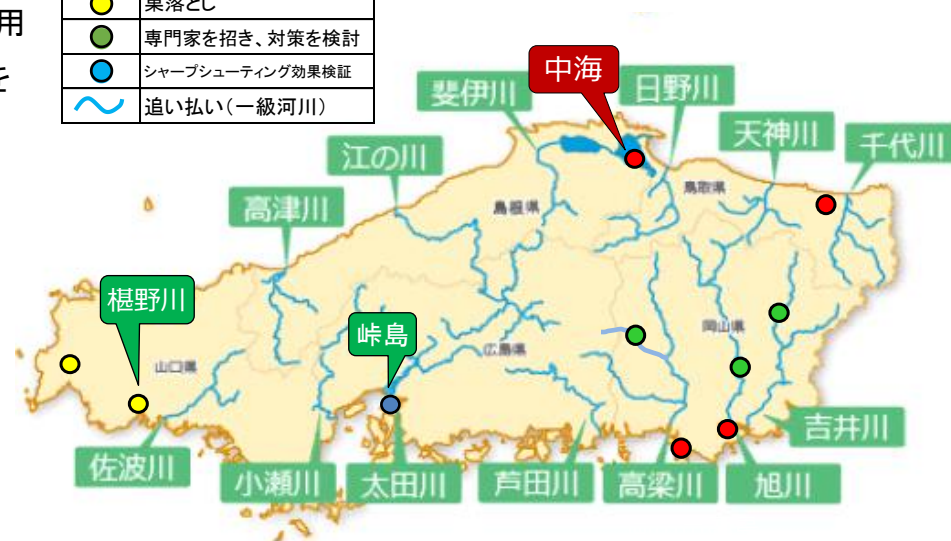 用
を
巣落とし
専門家を招き、対策を検討
シャープシューティング効果検証
追い払い(一級河川)
中海
斐伊川
日野川
天神川
千代川
江の川
高津川
島根県
鳥取県
椹野川
峠島
山口県
広島県
岡山県
佐波川
小瀬川
太田川
芦田川
高梁川
旭川
吉井川